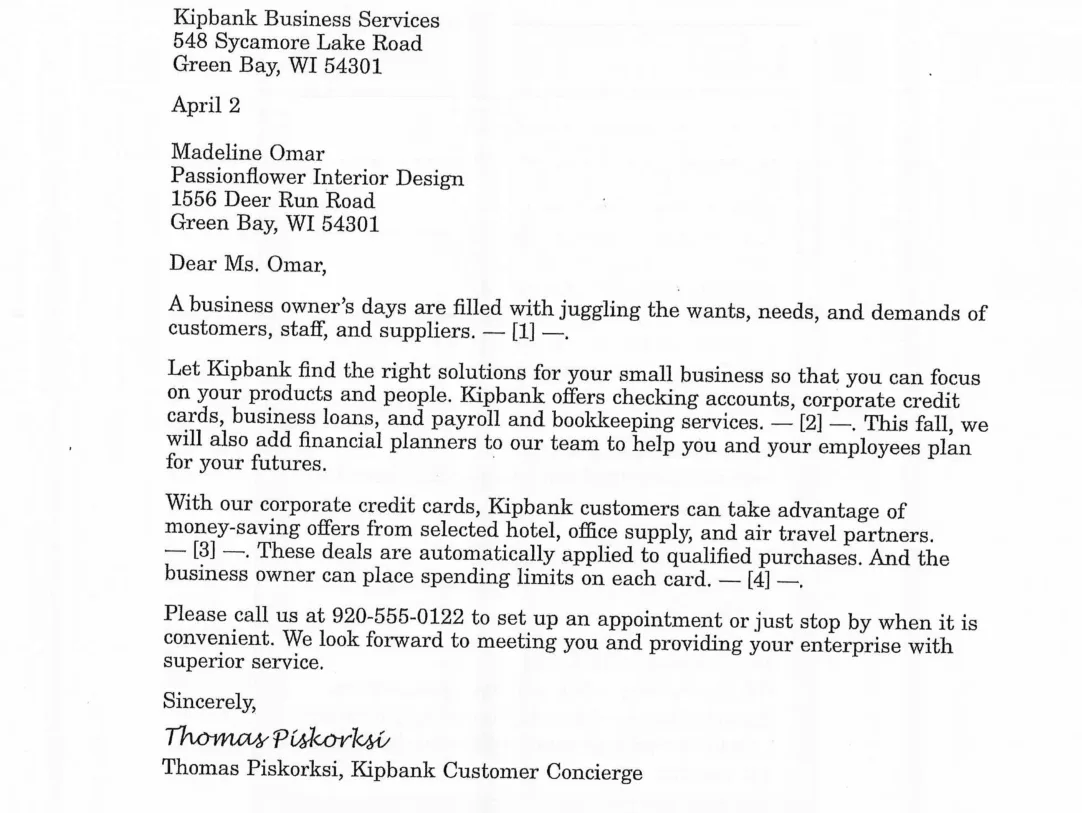 Kipbank Business Services
548 Sycamore Lake Road
Green Bay, WI 54301
April 2
Madeline Omar
Passionflower Interior Design
1556 Deer Run Road
Green Bay, WI 54301
Dear Ms. Omar,
A business owner's days are filled with juggling the wants, needs, and demands of
customers, staff, and suppliers. — [1] —.
Let Kipbank find the right solutions for your small business so that you can focus
on your products and people. Kipbank offers checking accounts, corporate credit
cards, business loans, and payroll and bookkeeping services. — [2] —. This fall, we
will also add financial planners to our team to help you and your employees plan
for your futures.
With our corporate credit cards, Kipbank customers can take advantage of
money-saving offers from selected hotel, office supply, and air travel partners.
— [3] —. These deals are automatically applied to qualified purchases. And the
business owner can place spending limits on each card. — [4] —.
Please call us at 920-555-0122 to set up an appointment or just stop by when it is
convenient. We look forward to meeting you and providing your enterprise with
superior service.
Sincerely,
Thomas Piskorksi
Thomas Piskorksi, Kipbank Customer Concierge